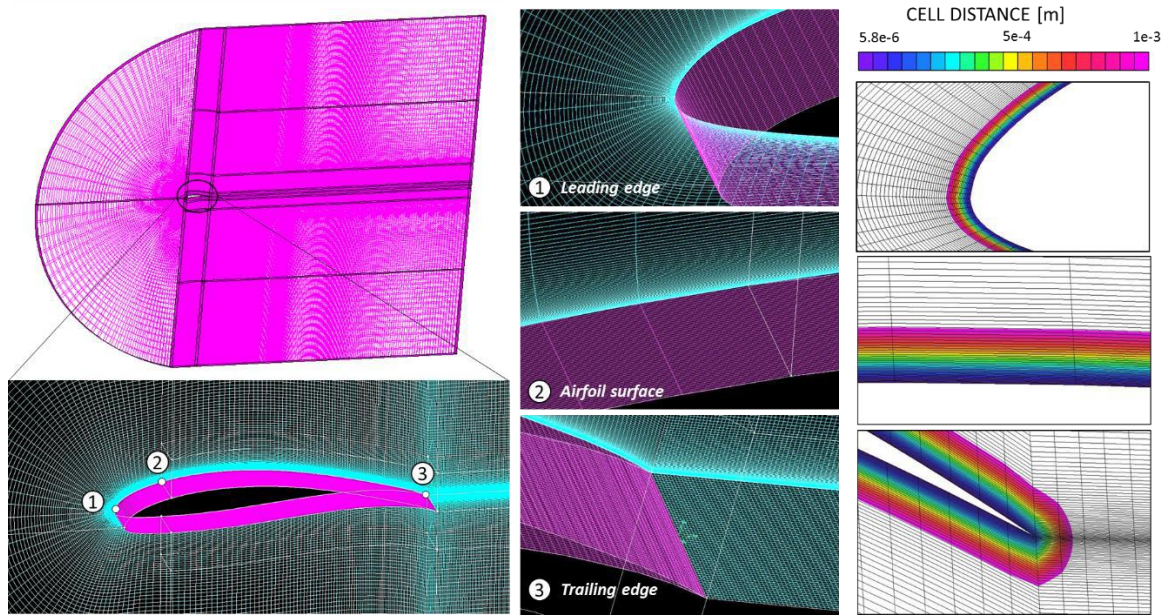 CELL DISTANCE [m]
5.8e-6 5e-4 1e-3
1 Leading edge
2 Airfoil surface
3 Trailing edge
2
3
1